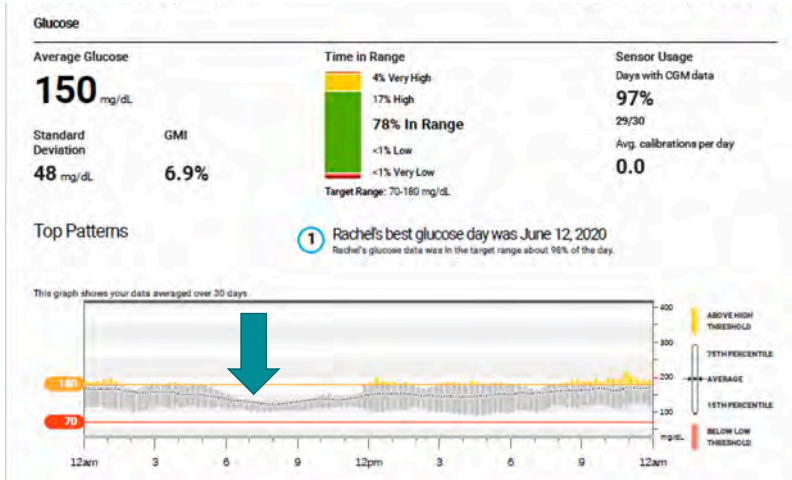 Glucose
Average Glucose
150 mg/dL
Standard Deviation
48 mg/dL
GMI
6.9%
Time in Range
4% Very High
17% High
78% In Range
<1% Low
<1% Very Low
Target Range: 70-180 mg/dL
Sensor Usage
Days with CGM data
97%
29/30
Avg. calibrations per day
0.0
Top Patterns
1
Rachel's best glucose day was June 12, 2020
Rachel's glucose data was in the target range about 98% of the day.
This graph shows your data averaged over 30 days
180
70
400
300
200
100
mg/dL
12am 3 6 9 12pm 3 6 9 12am
ABOVE HIGH
THRESHOLD
75TH PERCENTILE
AVERAGE
15TH PERCENTILE
BELOW LOW
THRESHOLD